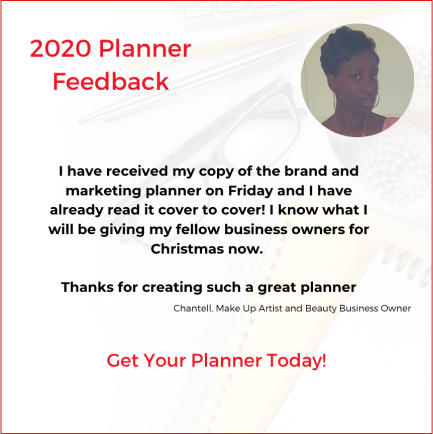 2020 Planner
Feedback
I have received my copy of the brand and
marketing planner on Friday and I have
already read it cover to cover! I know what I
will be giving my fellow business owners for
Christmas now.
Thanks for creating such a great planner
Chantell, Make Up Artist and Beauty Business Owner
Get Your Planner Today!